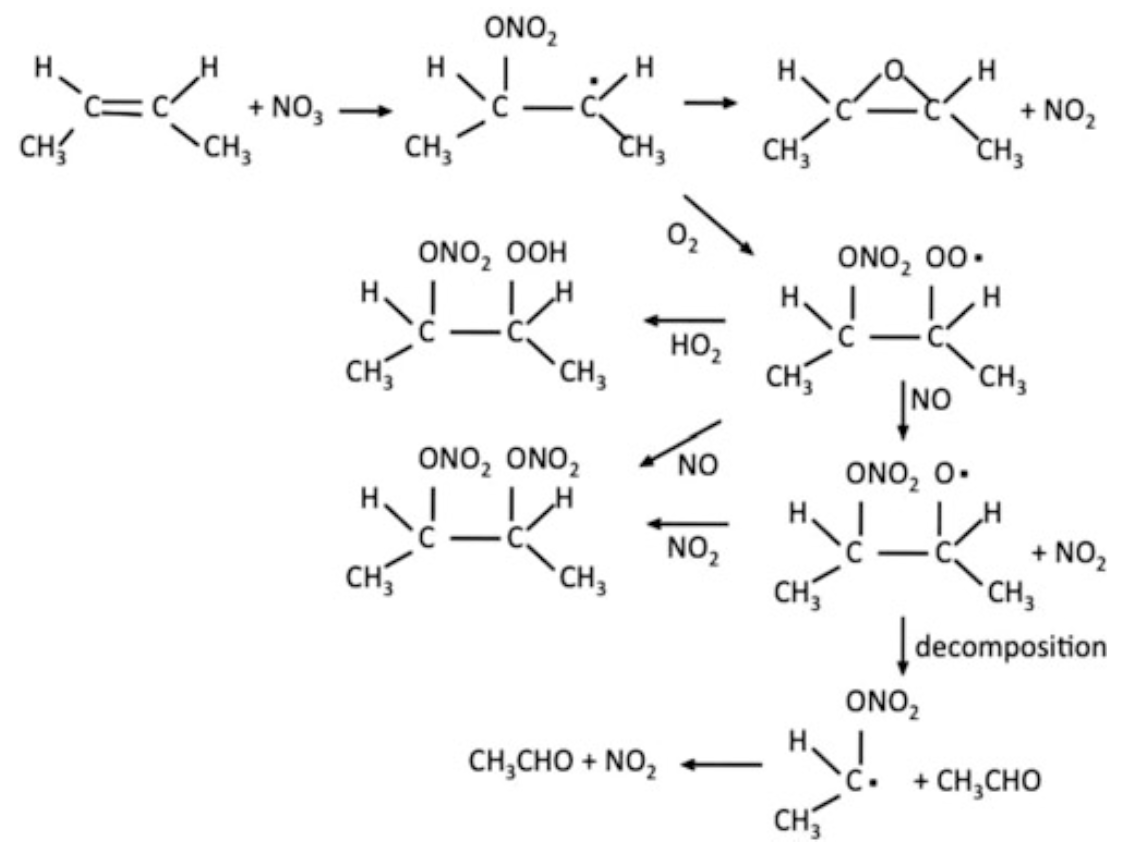 ONO₂
H H H H H O H
C=C + NO₃ C — C· C — C + NO₂
CH₃ CH₃ CH₃ CH₃ CH₃ CH₃
O₂
ONO₂ OOH ONO₂ OO·
H H H H
C — C C — C
HO₂
CH₃ CH₃ CH₃ CH₃
NO
ONO₂ ONO₂ NO ONO₂ O·
H H H H
C — C C — C + NO₂
NO₂
CH₃ CH₃ CH₃ CH₃
decomposition
ONO₂
H
CH₃CHO + NO₂ C· + CH₃CHO
CH₃